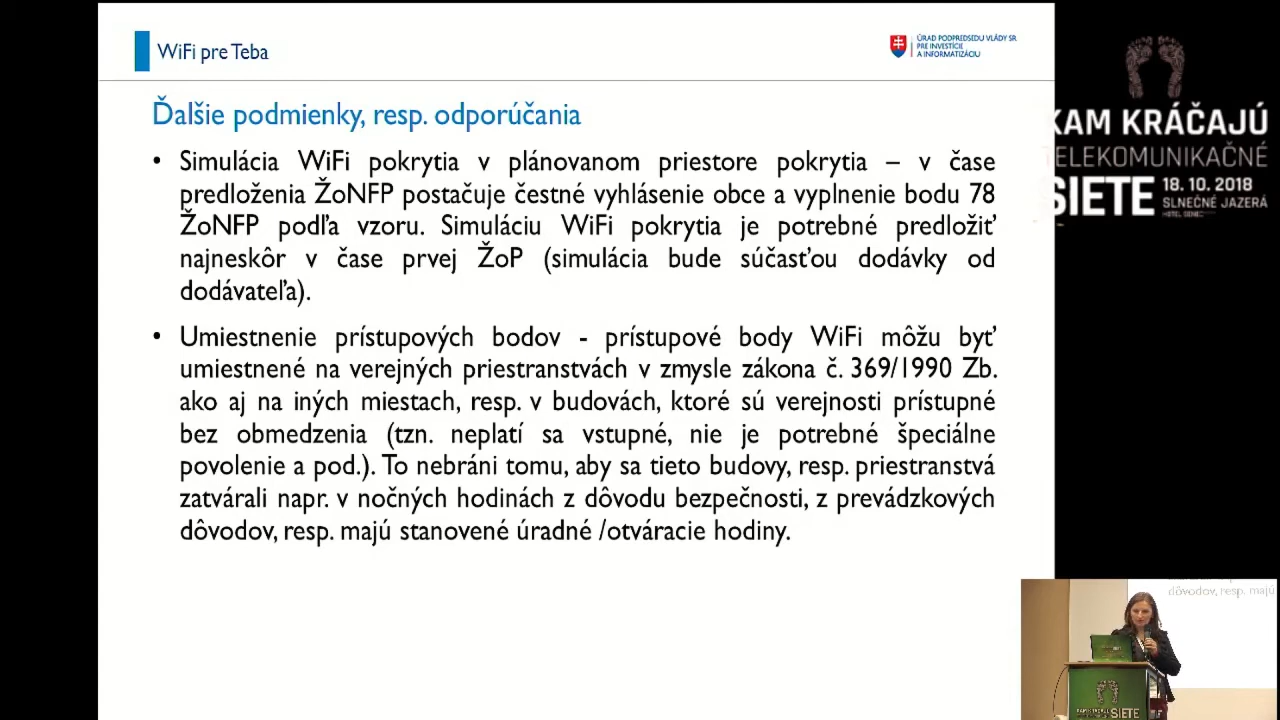 WiFi pre Teba
ÚRAD PODPREDSEDU VLÁDY SR
PRE INVESTÍCIE
A INFORMATIZÁCIU
Ďalšie podmienky, resp. odporúčania
• Simulácia WiFi pokrytia v plánovanom priestore pokrytia – v čase
predloženia ŽoNFP postačuje čestné vyhlásenie obce a vyplnenie bodu 78
ŽoNFP podľa vzoru. Simuláciu WiFi pokrytia je potrebné predložiť
najneskôr v čase prvej ŽoP (simulácia bude súčasťou dodávky od
dodávateľa).
• Umiestnenie prístupových bodov - prístupové body WiFi môžu byť
umiestnené na verejných priestranstvách v zmysle zákona č. 369/1990 Zb.
ako aj na iných miestach, resp. v budovách, ktoré sú verejnosti prístupné
bez obmedzenia (tzn. neplatí sa vstupné, nie je potrebné špeciálne
povolenie a pod.). To nebráni tomu, aby sa tieto budovy, resp. priestranstvá
zatvárali napr. v nočných hodinách z dôvodu bezpečnosti, z prevádzkových
dôvodov, resp. majú stanovené úradné /otváracie hodiny.
KAM KRÁČAJÚ
TELEKOMUNIKAČNÉ
SIETE
18. 10. 2018
SLNEČNÉ JAZERÁ
dôvodov, resp. majú
KAM KRÁČAJÚ
SIETE